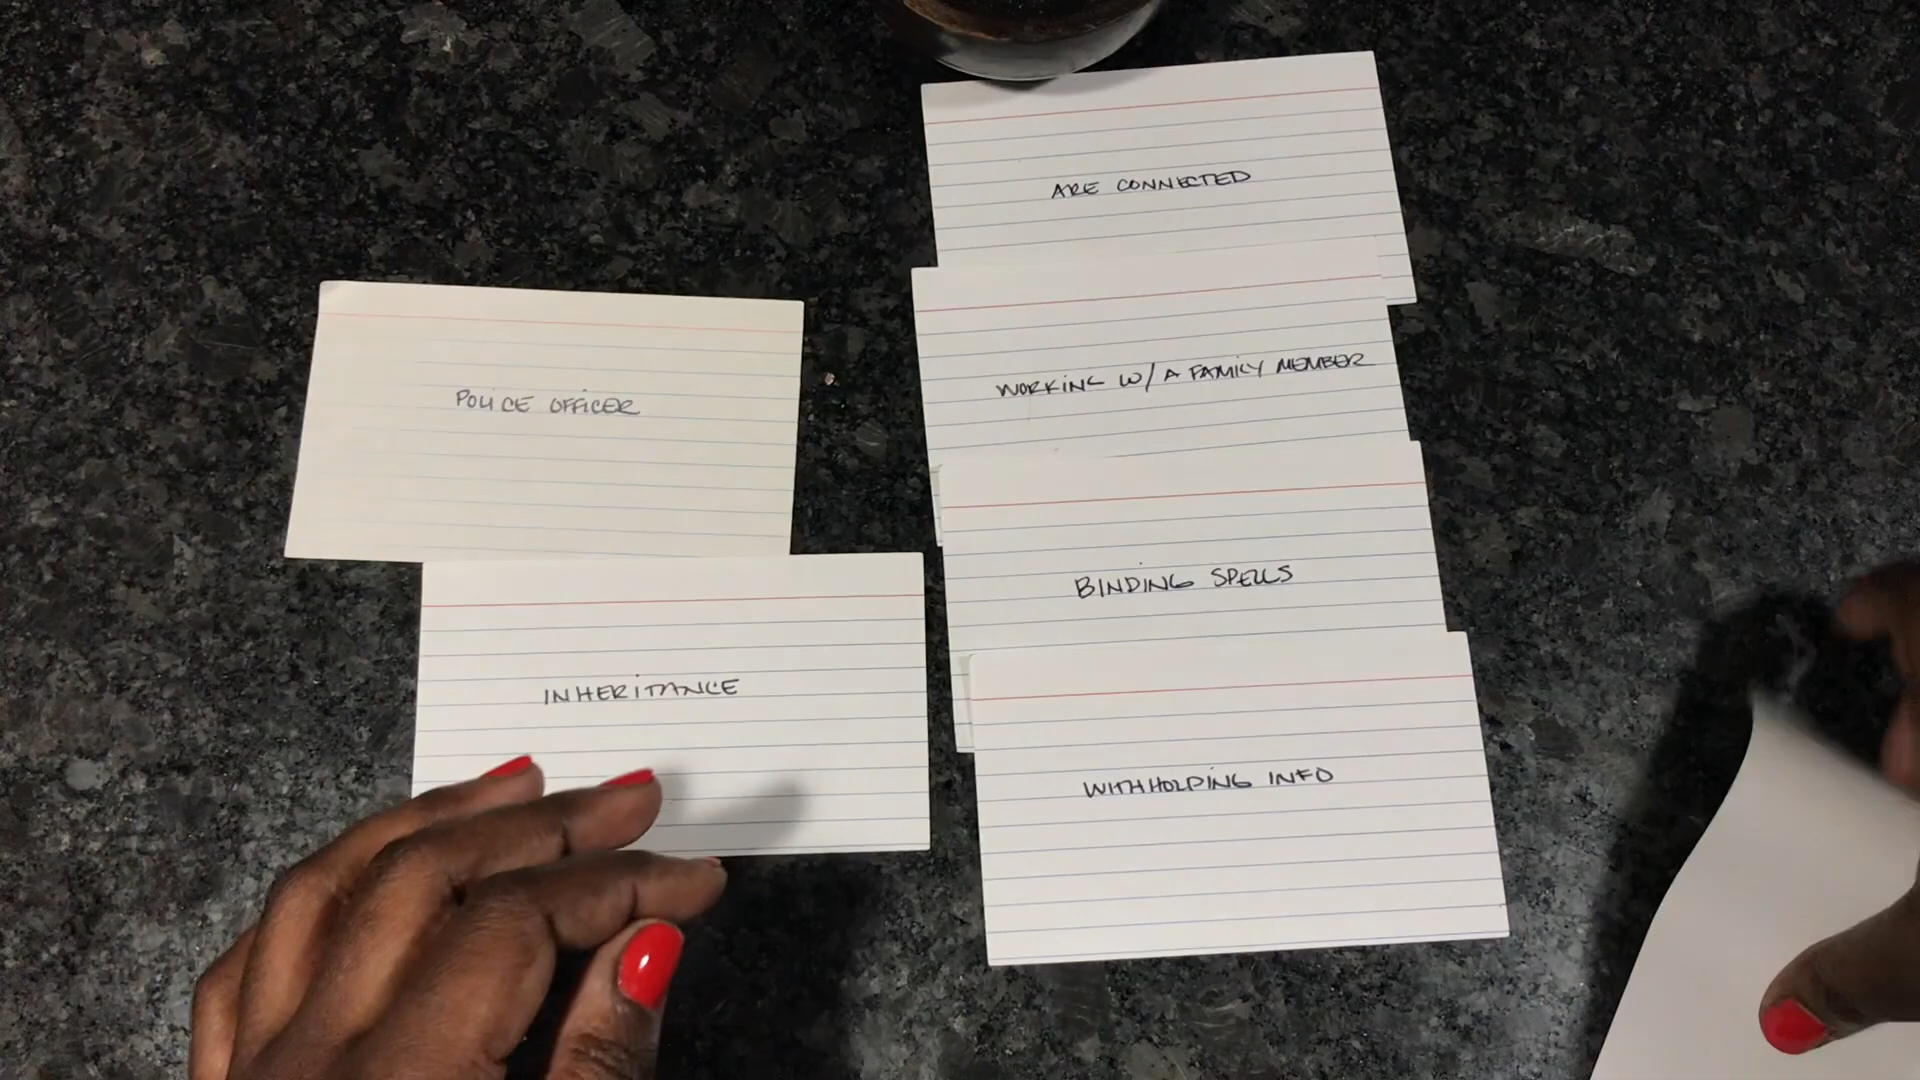 POLICE OFFICER
INHERITANCE
ARE CONNECTED
WORKING W/ A FAMILY MEMBER
BINDING SPELLS
WITHHOLDING INFO